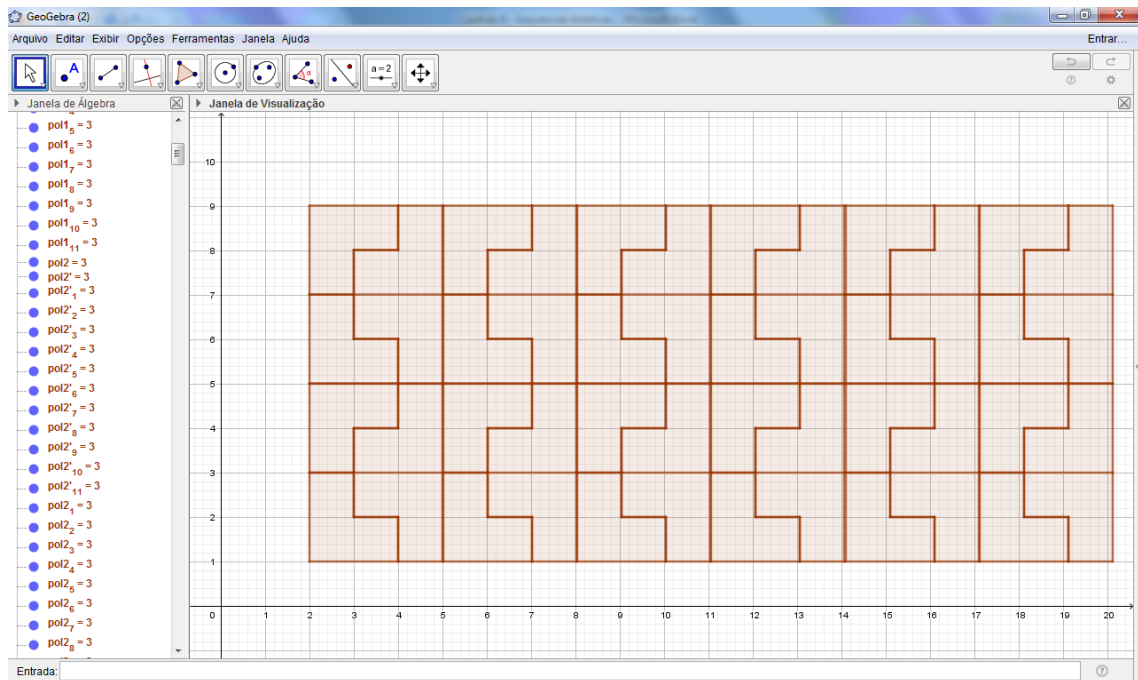 GeoGebra (2)
Arquivo Editar Exibir Opções Ferramentas Janela Ajuda
Entrar...
A
α
a=2
Janela de Álgebra
Janela de Visualização
pol1₅ = 3
pol1₆ = 3
pol1₇ = 3
pol1₈ = 3
pol1₉ = 3
pol1₁₀ = 3
pol1₁₁ = 3
pol2 = 3
pol2' = 3
pol2'₁ = 3
pol2'₂ = 3
pol2'₃ = 3
pol2'₄ = 3
pol2'₅ = 3
pol2'₆ = 3
pol2'₇ = 3
pol2'₈ = 3
pol2'₉ = 3
pol2'₁₀ = 3
pol2'₁₁ = 3
pol2₁ = 3
pol2₂ = 3
pol2₃ = 3
pol2₄ = 3
pol2₅ = 3
pol2₆ = 3
pol2₇ = 3
pol2₈ = 3
10
9
8
7
6
5
4
3
2
1
0 1 2 3 4 5 6 7 8 9 10 11 12 13 14 15 16 17 18 19 20
Entrada: